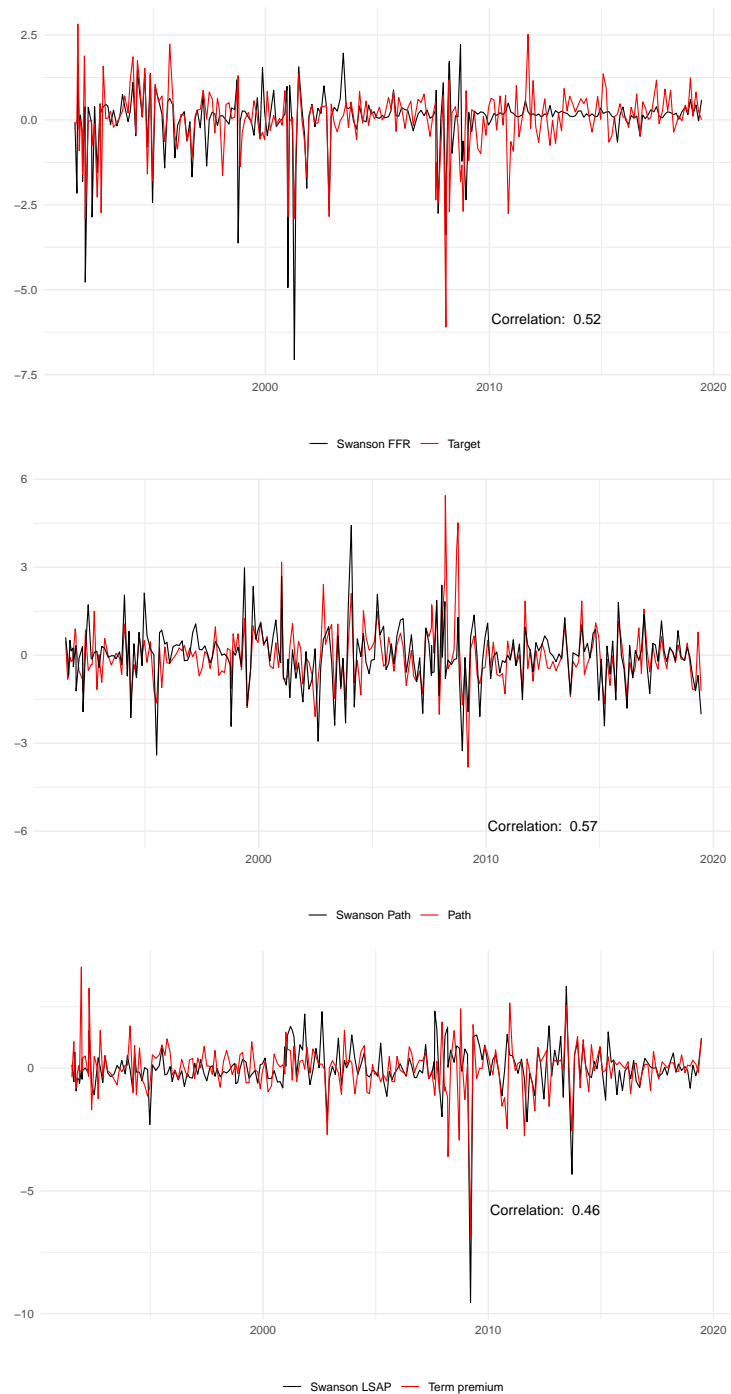 2.5
0.0
−2.5
−5.0
−7.5
Correlation:  0.52
2000 2010 2020
Swanson FFR Target
6
3
0
−3
−6
Correlation:  0.57
2000 2010 2020
Swanson Path Path
0
−5
−10
Correlation:  0.46
2000 2010 2020
Swanson LSAP Term premium